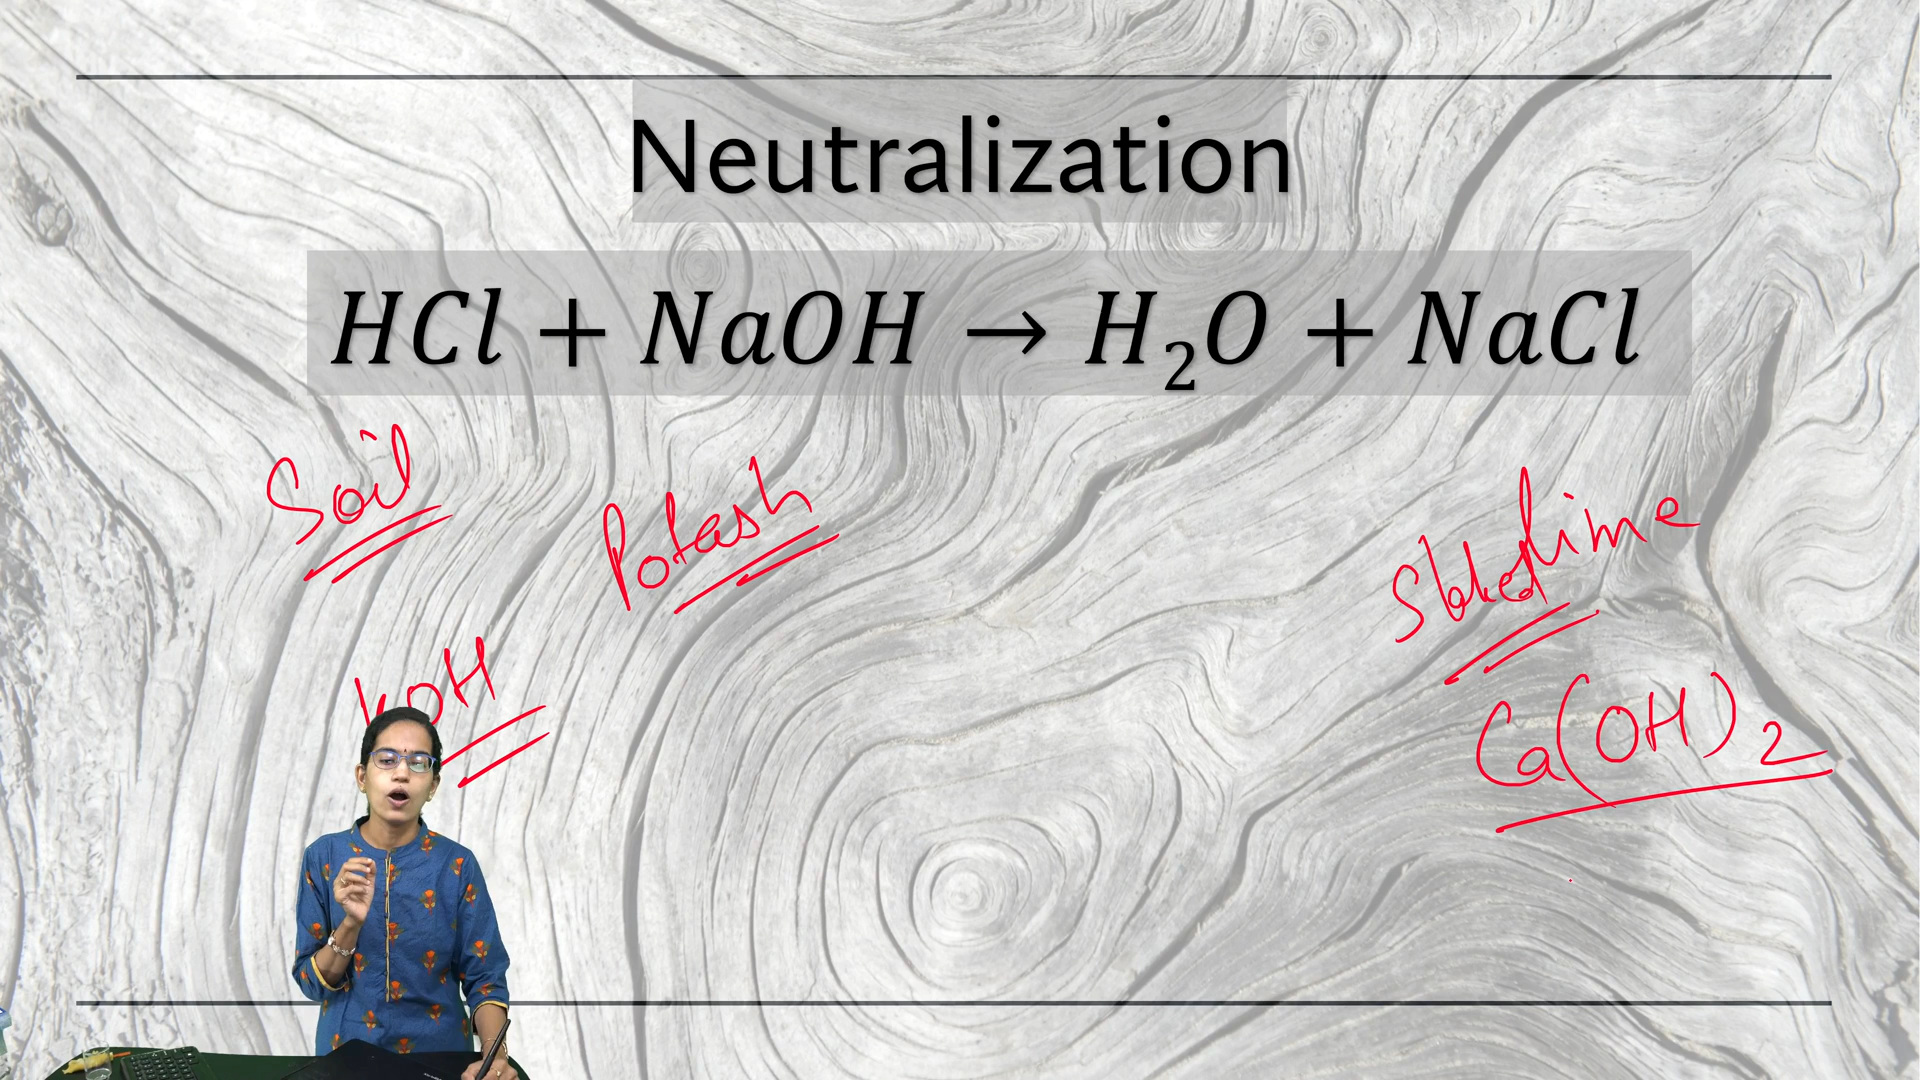 Neutralization
HCl + NaOH → H₂O + NaCl
Soil
Potash
Slaked lime
KOH
Ca(OH)₂